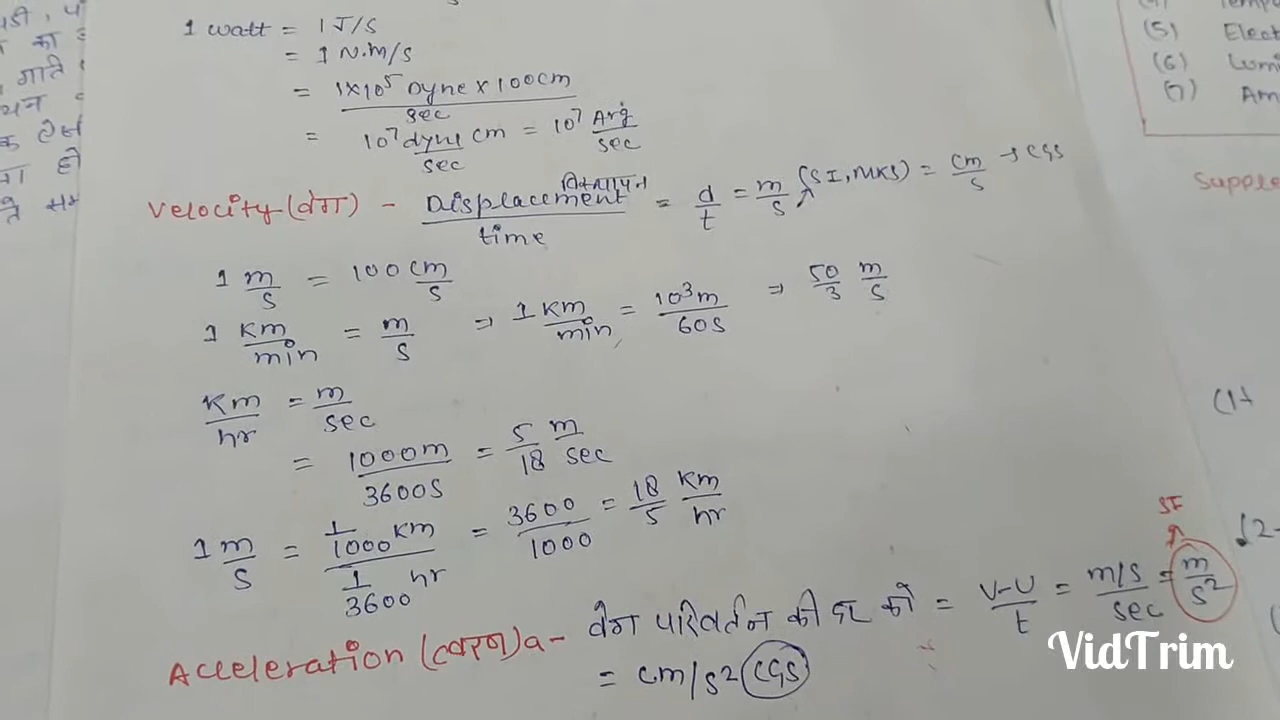 1 watt = 1 J/S
= 1 N.m/s
= 1×10⁵ Dyne × 100cm / sec
= 10⁷ dyne cm / sec = 10⁷ Arg / sec
Velocity (वेग) - Displacement विस्थापन / time = d/t = m/s (SI, MKS) = cm/s → CGS
1 m/s = 100 cm/s
1 Km/min = m/s ⇒ 1 Km/min = 10³m / 60S ⇒ 50/3 m/s
Km/hr = m/sec
= 1000m / 3600S = 5/18 m/sec
1 m/s = 1/1000 Km / 1/3600 hr = 3600/1000 = 18/5 Km/hr
Acceleration (त्वरण) a - वेग परिवर्तन की दर को = V-U / t = m/s / sec = m/s² SI
= cm/s² CGS
(5) Elect
(6) Lumi
(7) Am
Supple
(1+
(2-
VidTrim